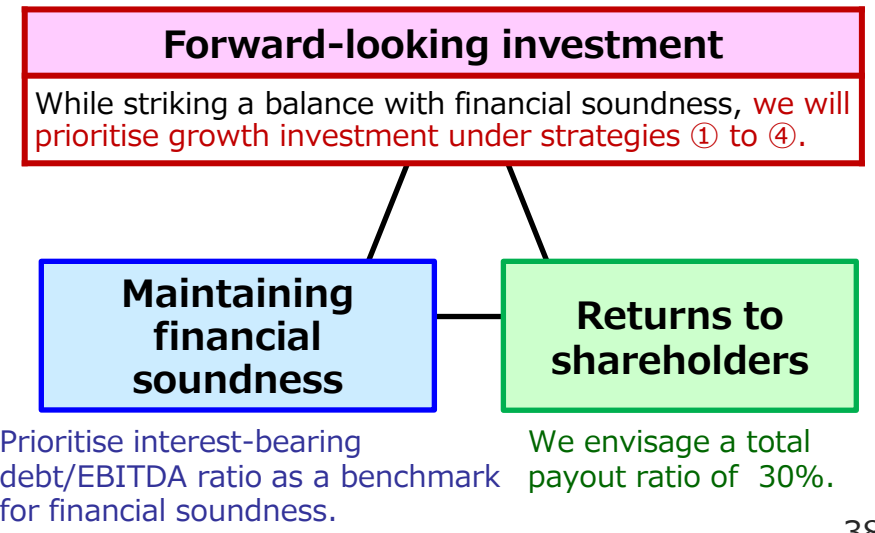 Forward-looking investment
While striking a balance with financial soundness, we will
prioritise growth investment under strategies ① to ④.
Maintaining
financial
soundness
Returns to
shareholders
Prioritise interest-bearing
debt/EBITDA ratio as a benchmark
for financial soundness.
We envisage a total
payout ratio of  30%.
38